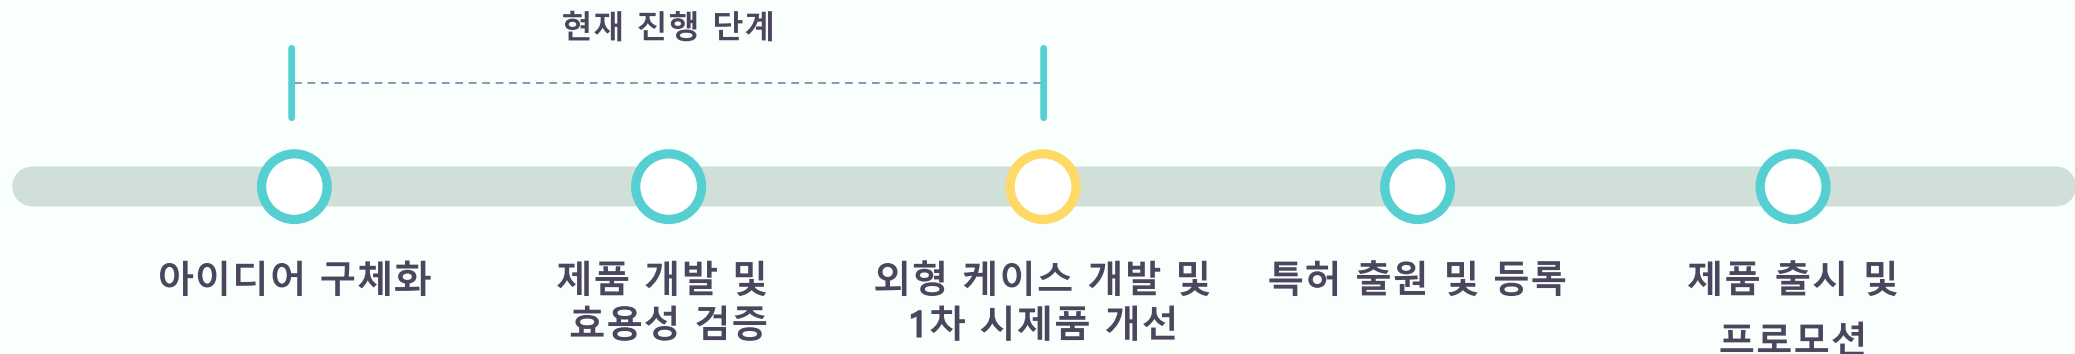 현재 진행 단계
아이디어 구체화
제품 개발 및
효용성 검증
외형 케이스 개발 및
1차 시제품 개선
특허 출원 및 등록
제품 출시 및
프로모션